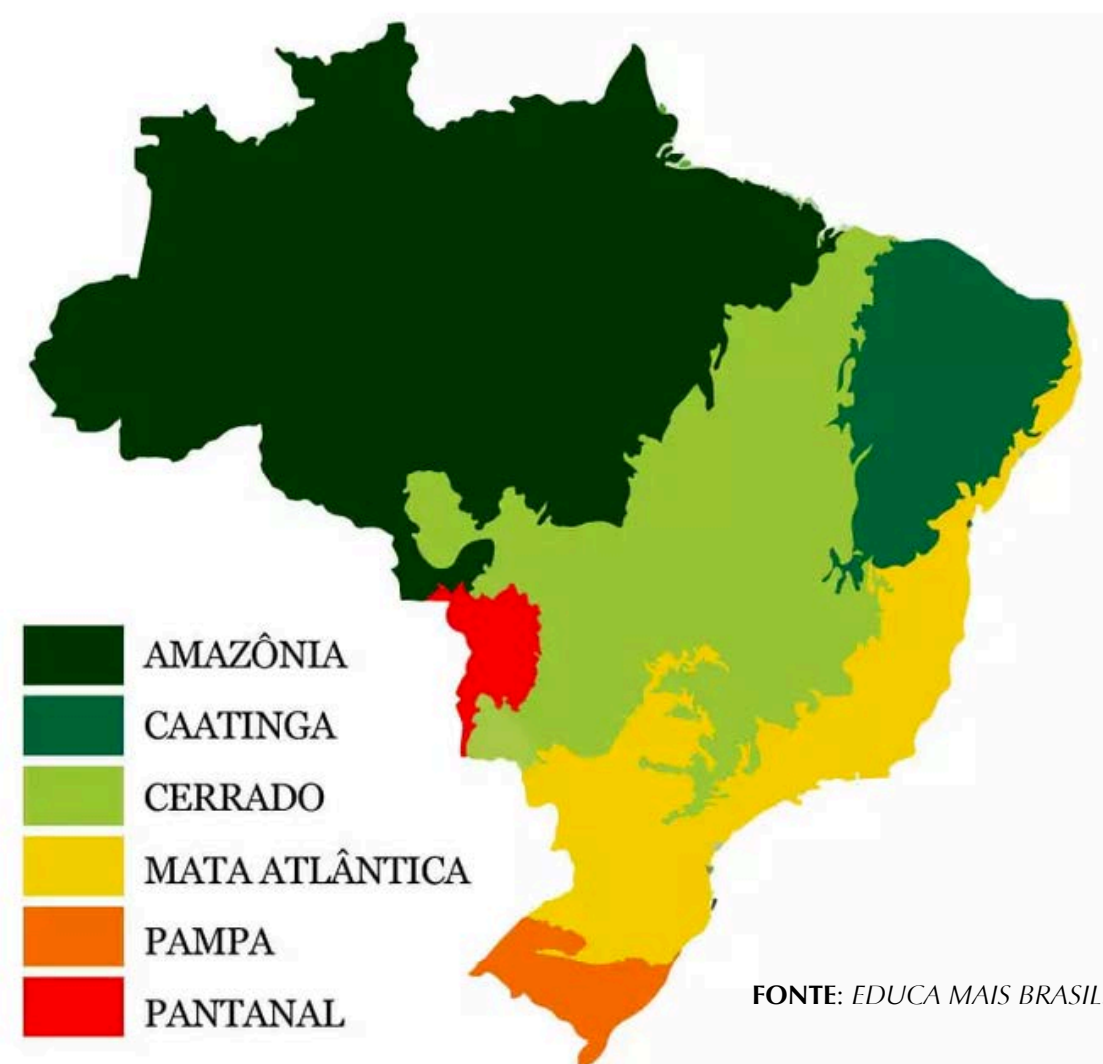 AMAZÔNIA
CAATINGA
CERRADO
MATA ATLÂNTICA
PAMPA
PANTANAL
FONTE: EDUCA MAIS BRASIL